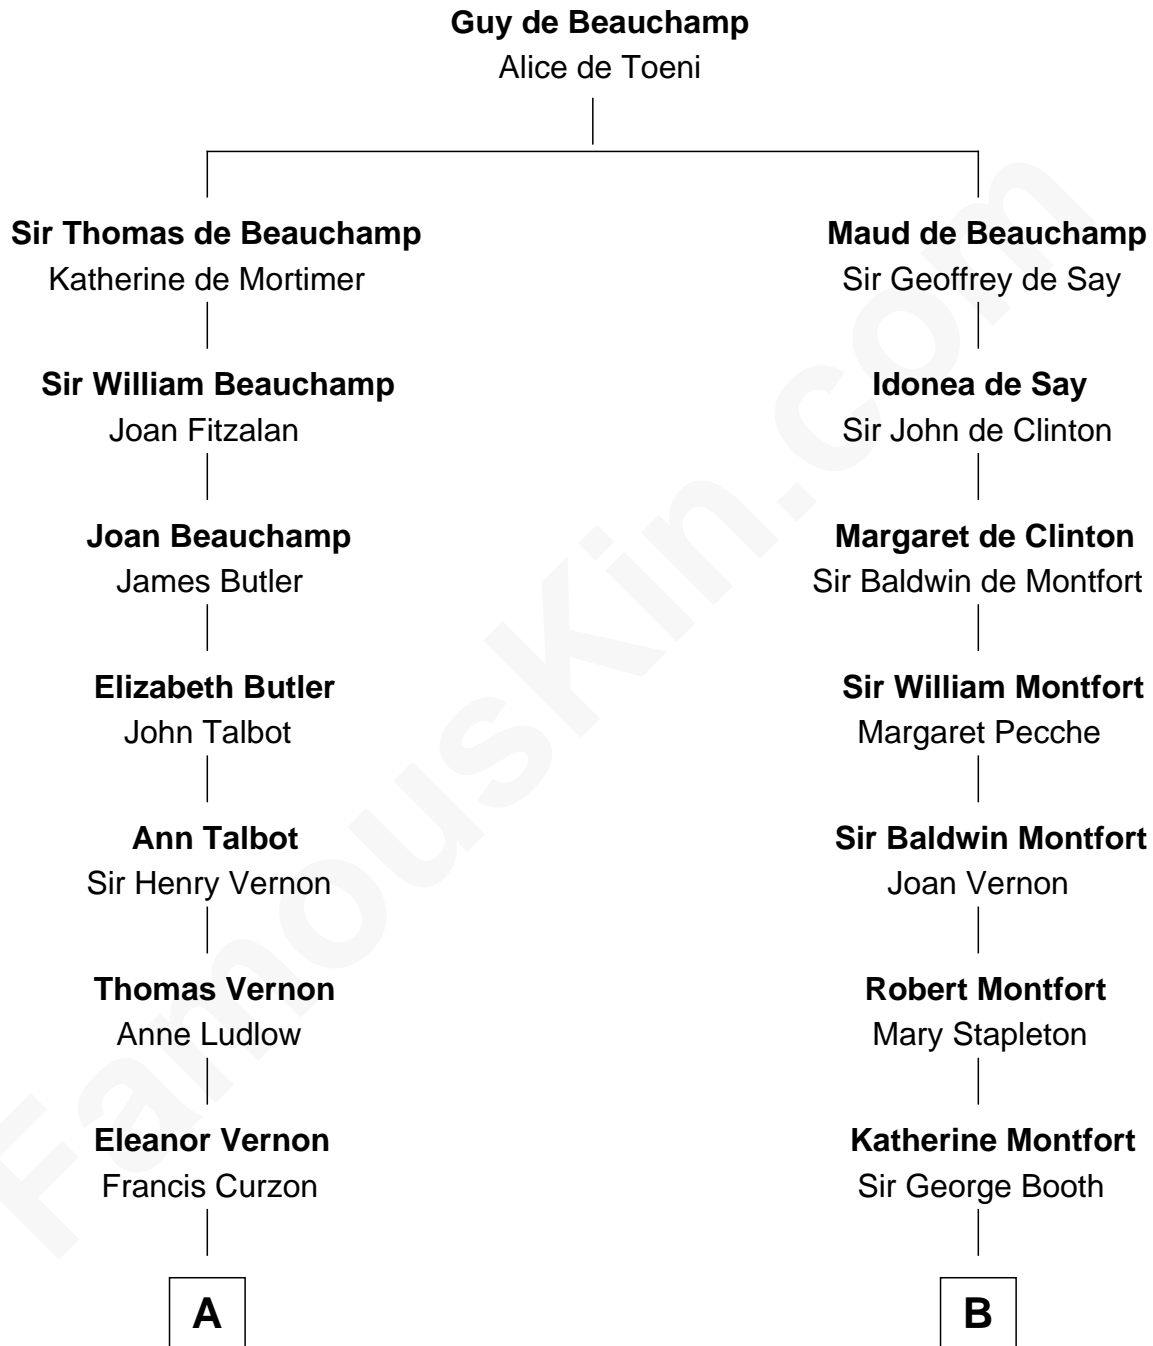 Guy de Beauchamp
Alice de Toeni
Sir Thomas de Beauchamp
Katherine de Mortimer
Maud de Beauchamp
Sir Geoffrey de Say
Sir William Beauchamp
Joan Fitzalan
Idonea de Say
Sir John de Clinton
Joan Beauchamp
James Butler
Margaret de Clinton
Sir Baldwin de Montfort
Elizabeth Butler
John Talbot
Sir William Montfort
Margaret Pecche
Ann Talbot
Sir Henry Vernon
Sir Baldwin Montfort
Joan Vernon
Thomas Vernon
Anne Ludlow
Robert Montfort
Mary Stapleton
Eleanor Vernon
Francis Curzon
Katherine Montfort
Sir George Booth
A
B
FamousKin.com